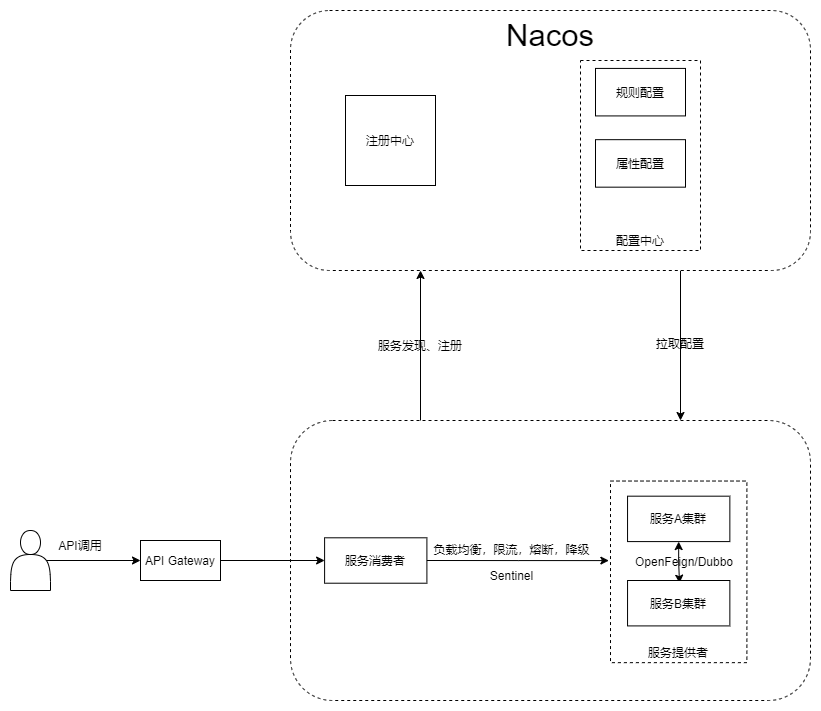 Nacos
注册中心
规则配置
属性配置
配置中心
服务发现、注册
拉取配置
API调用
API Gateway
服务消费者
负载均衡，限流，熔断，降级
Sentinel
服务A集群
OpenFeign/Dubbo
服务B集群
服务提供者